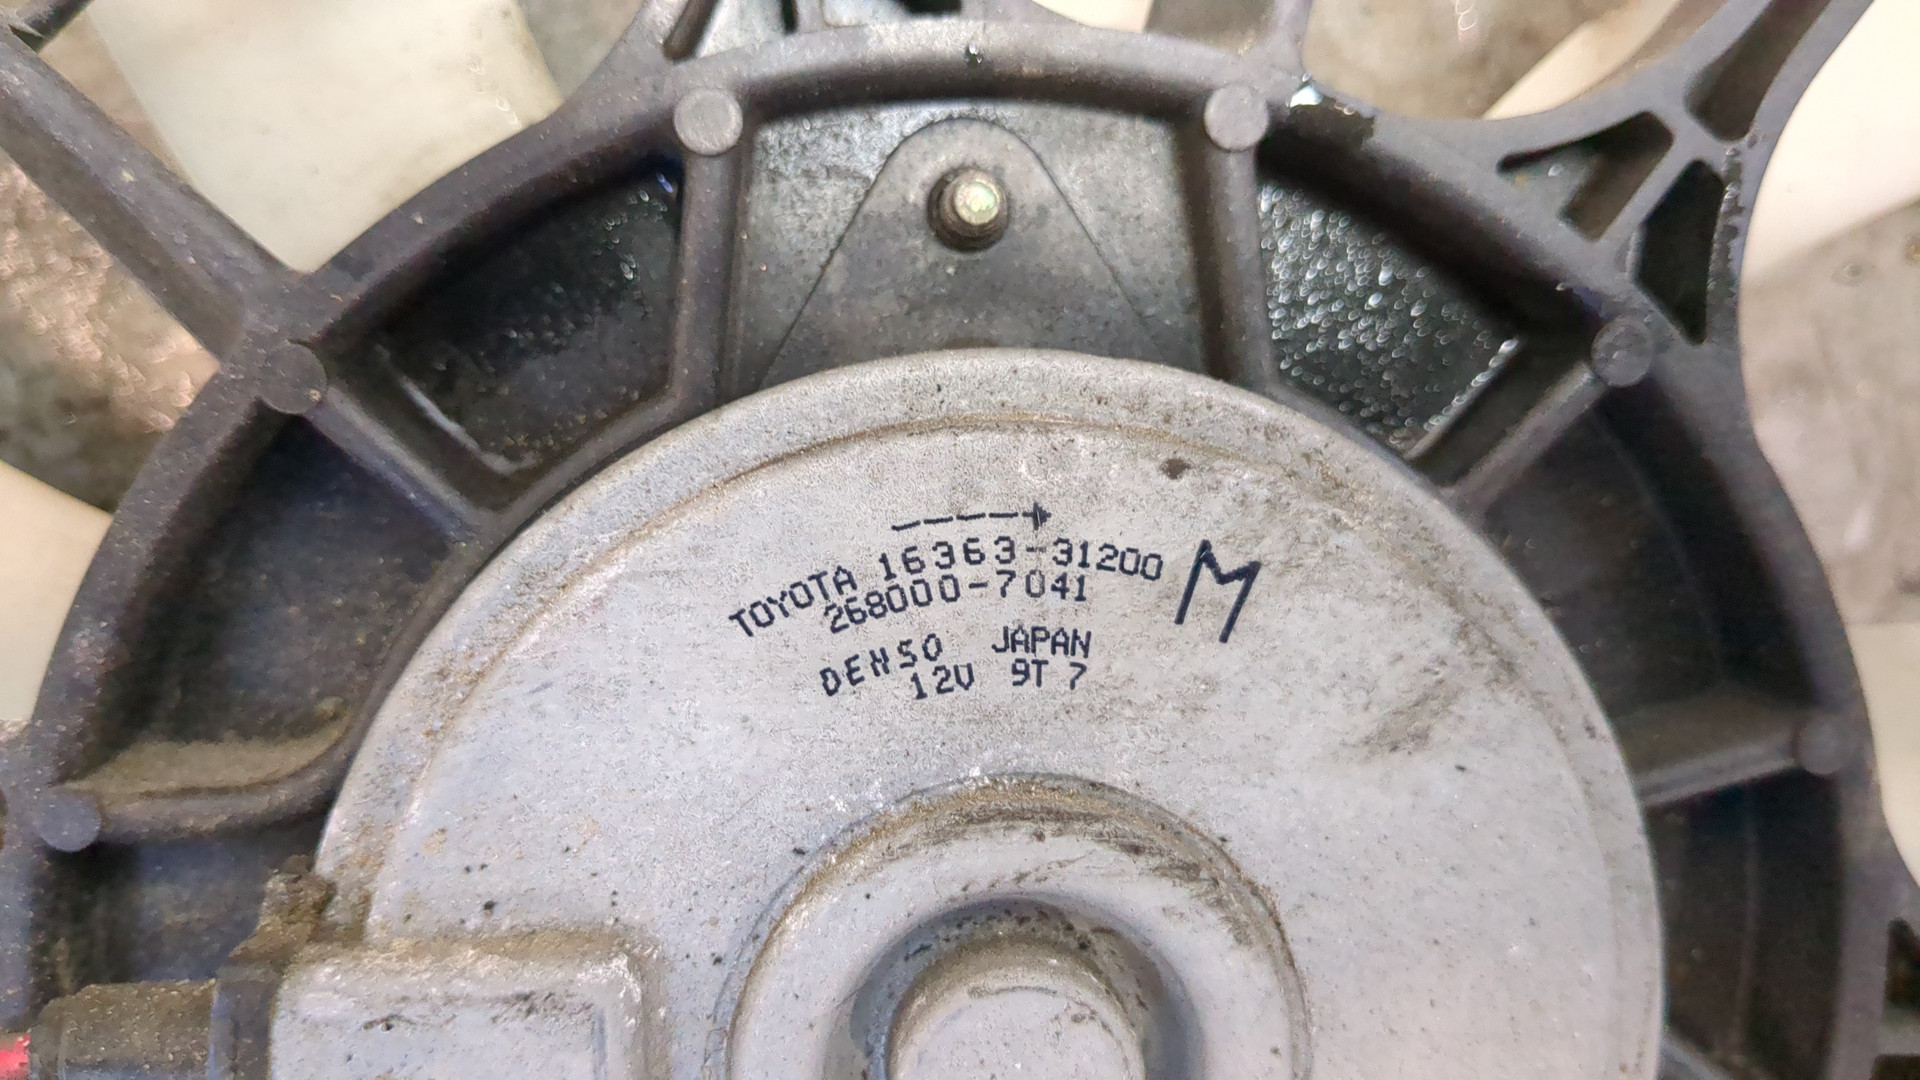 TOYOTA 16363-31200 M
268000-7041
DENSO JAPAN
12V 9T 7